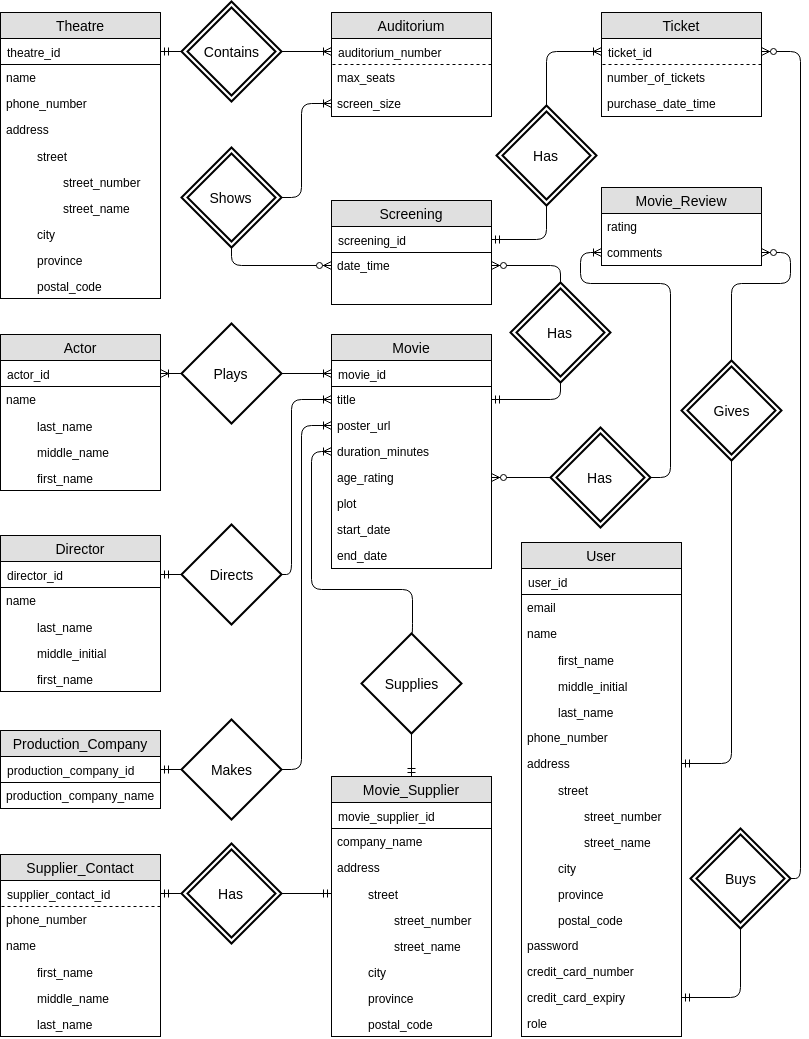 Theatre
theatre_id
name
phone_number
address
street
street_number
street_name
city
province
postal_code
Contains
Auditorium
auditorium_number
max_seats
screen_size
Ticket
ticket_id
number_of_tickets
purchase_date_time
Has
Shows
Screening
screening_id
date_time
Movie_Review
rating
comments
Has
Actor
actor_id
name
last_name
middle_name
first_name
Plays
Movie
movie_id
title
poster_url
duration_minutes
age_rating
plot
start_date
end_date
Gives
Has
Director
director_id
name
last_name
middle_initial
first_name
Directs
Supplies
User
user_id
email
name
first_name
middle_initial
last_name
phone_number
address
street
street_number
street_name
city
province
postal_code
password
credit_card_number
credit_card_expiry
role
Production_Company
production_company_id
production_company_name
Makes
Movie_Supplier
movie_supplier_id
company_name
address
street
street_number
street_name
city
province
postal_code
Supplier_Contact
supplier_contact_id
phone_number
name
first_name
middle_name
last_name
Has
Buys